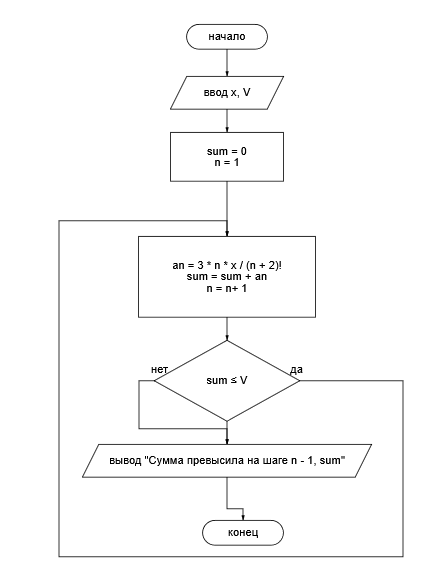 начало
ввод x, V
sum = 0
n = 1
an = 3 * n * x / (n + 2)!
sum = sum + an
n = n+ 1
нет
sum ≤ V
да
вывод "Сумма превысила на шаге n - 1, sum"
конец